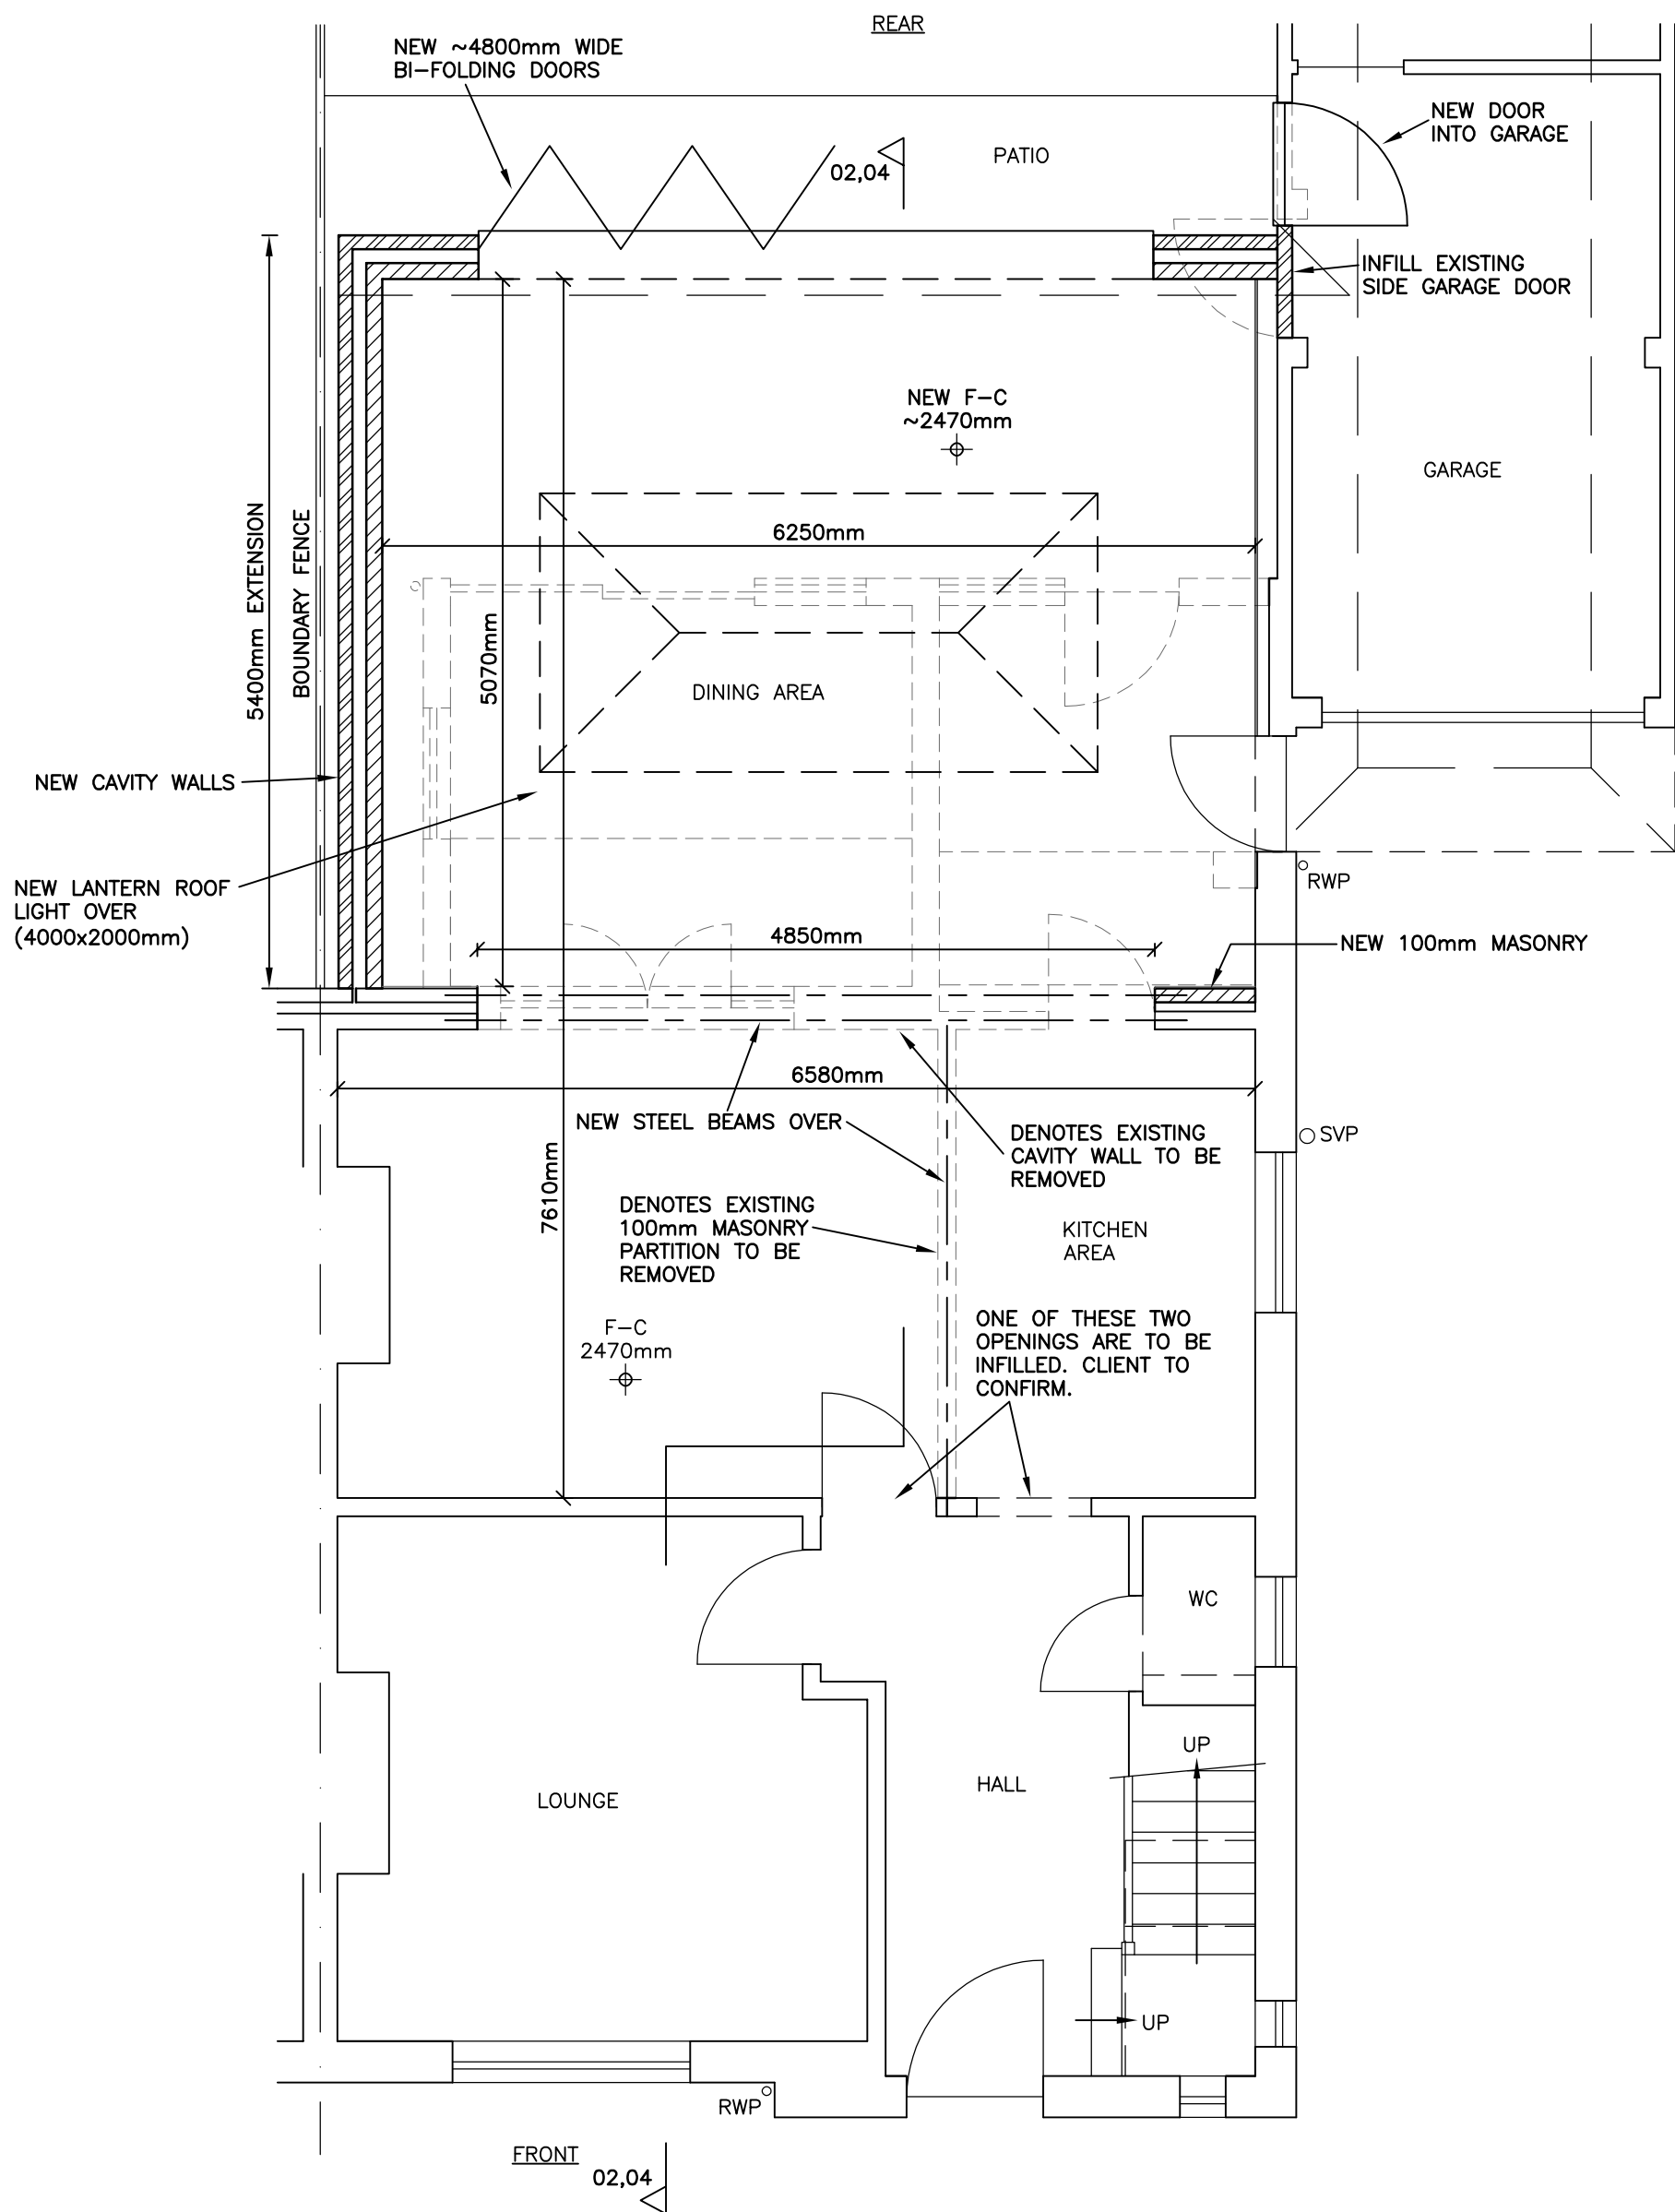 REAR
NEW ~4800mm WIDE
BI-FOLDING DOORS
NEW DOOR
INTO GARAGE
02,04
PATIO
INFILL EXISTING
SIDE GARAGE DOOR
NEW F-C
~2470mm
GARAGE
6250mm
5400mm EXTENSION
BOUNDARY FENCE
5070mm
DINING AREA
NEW CAVITY WALLS
NEW LANTERN ROOF
LIGHT OVER
(4000x2000mm)
RWP
4850mm
NEW 100mm MASONRY
6580mm
NEW STEEL BEAMS OVER
DENOTES EXISTING
CAVITY WALL TO BE
REMOVED
SVP
7610mm
DENOTES EXISTING
100mm MASONRY
PARTITION TO BE
REMOVED
KITCHEN
AREA
F-C
2470mm
ONE OF THESE TWO
OPENINGS ARE TO BE
INFILLED. CLIENT TO
CONFIRM.
WC
UP
HALL
LOUNGE
UP
RWP
FRONT
02,04